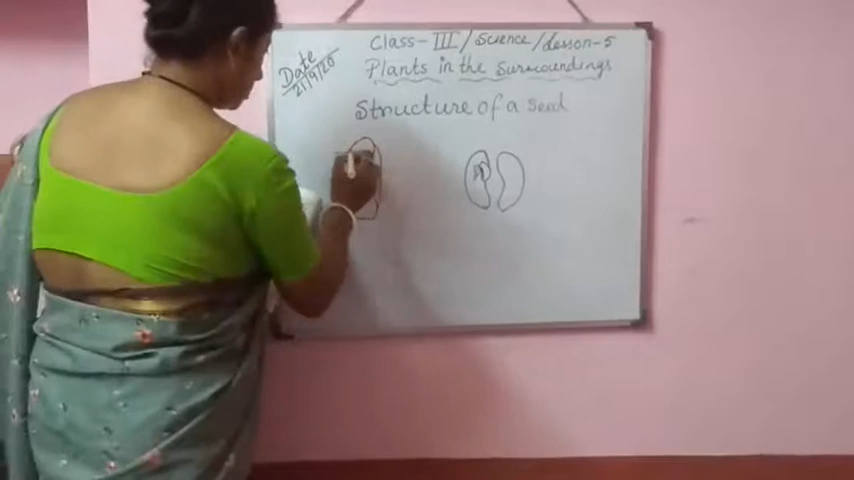 Class-III/Science/Lesson-5
Date
21/9/20
Plants in the Surroundings
Structure of a Seed